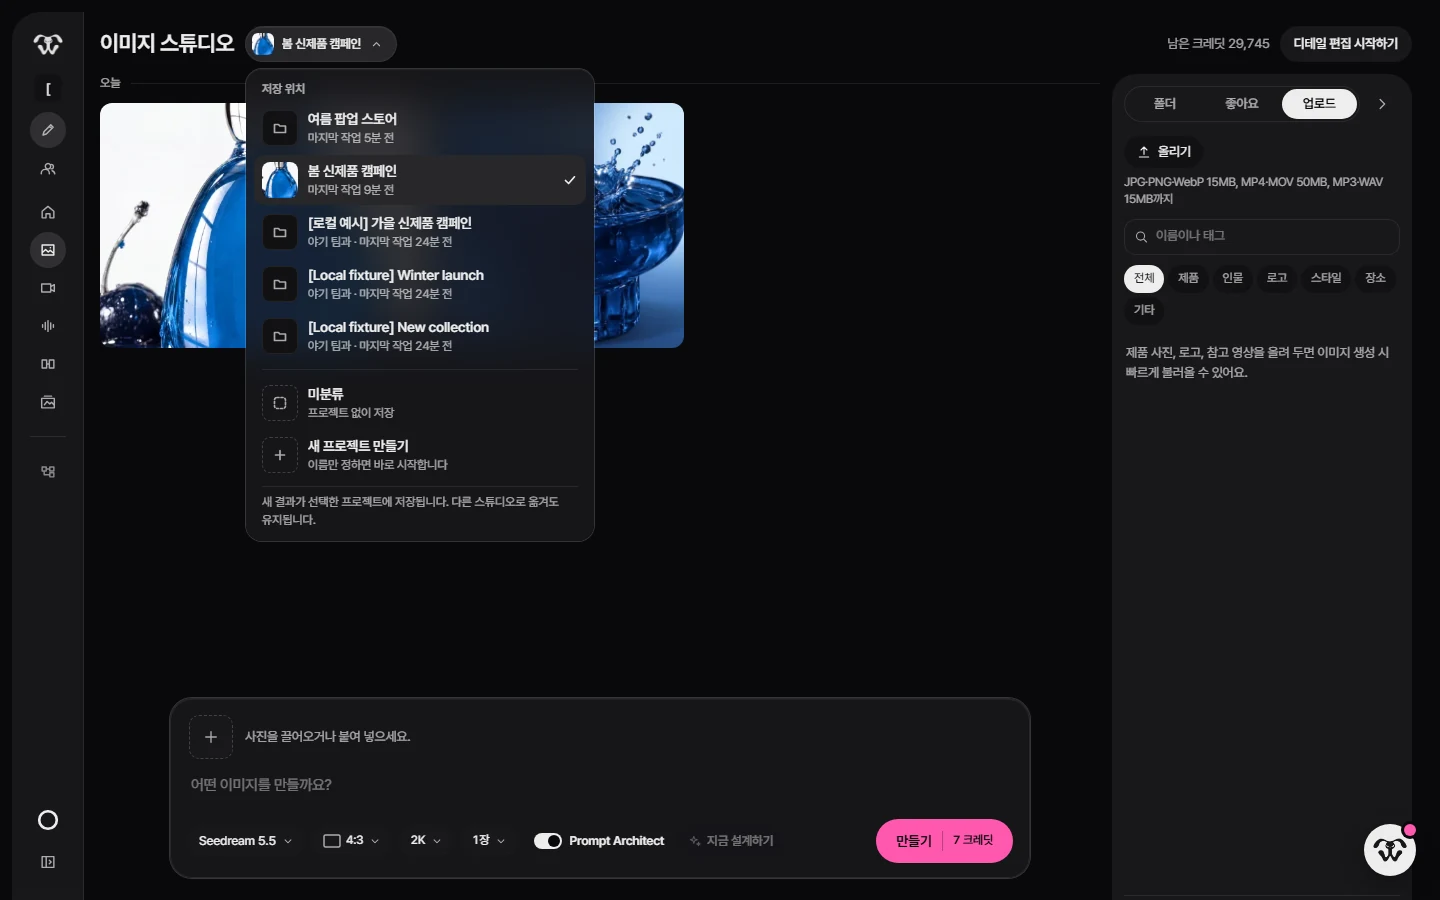 이미지 스튜디오
봄 신제품 캠페인
남은 크레딧 29,745
디테일 편집 시작하기
[
오늘
저장 위치
여름 팝업 스토어
마지막 작업 5분 전
봄 신제품 캠페인
마지막 작업 9분 전
[로컬 예시] 가을 신제품 캠페인
야기 팀과 · 마지막 작업 24분 전
[Local fixture] Winter launch
야기 팀과 · 마지막 작업 24분 전
[Local fixture] New collection
야기 팀과 · 마지막 작업 24분 전
미분류
프로젝트 없이 저장
새 프로젝트 만들기
이름만 정하면 바로 시작합니다
새 결과가 선택한 프로젝트에 저장됩니다. 다른 스튜디오로 옮겨도
유지됩니다.
폴더
좋아요
업로드
올리기
JPG·PNG·WebP 15MB, MP4·MOV 50MB, MP3·WAV
15MB까지
이름이나 태그
전체
제품
인물
로고
스타일
장소
기타
제품 사진, 로고, 참고 영상을 올려 두면 이미지 생성 시
빠르게 불러올 수 있어요.
사진을 끌어오거나 붙여 넣으세요.
어떤 이미지를 만들까요?
Seedream 5.5
4:3
2K
1장
Prompt Architect
지금 설계하기
만들기
7 크레딧